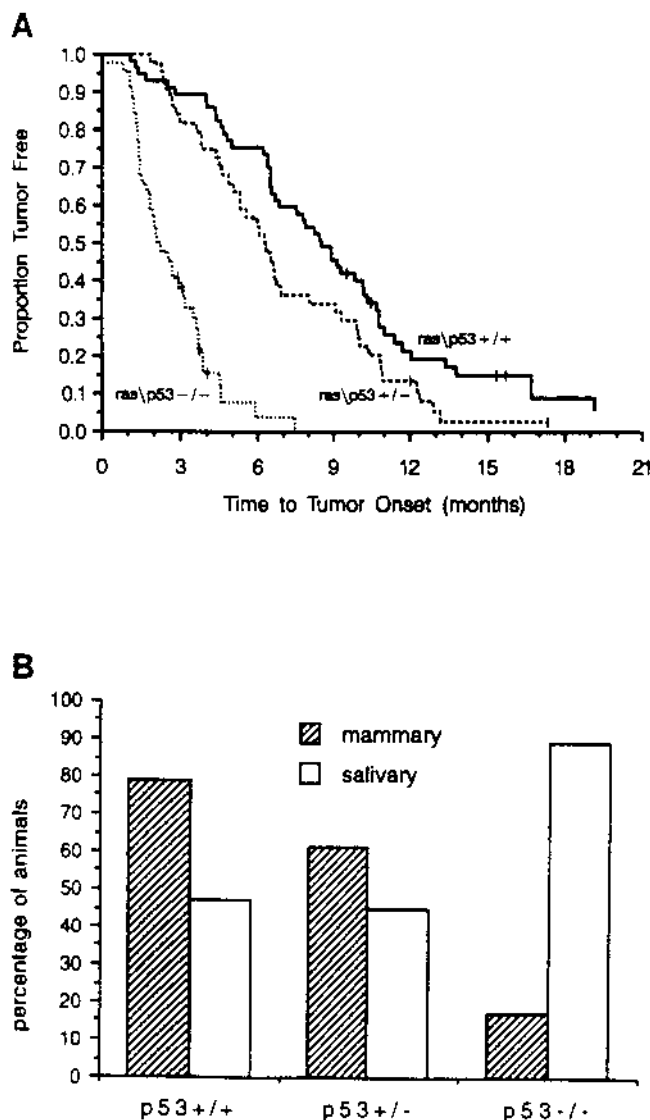 A
1.0
0.9
0.8
0.7
0.6
0.5
0.4
0.3
0.2
0.1
0.0
Proportion Tumor Free
ras\p53+/+
ras\p53-/-
ras\p53+/-
0 3 6 9 12 15 18 21
Time to Tumor Onset (months)
B
100
90
80
70
60
50
40
30
20
10
0
percentage of animals
mammary
salivary
p53+/+ p53+/- p53-/-